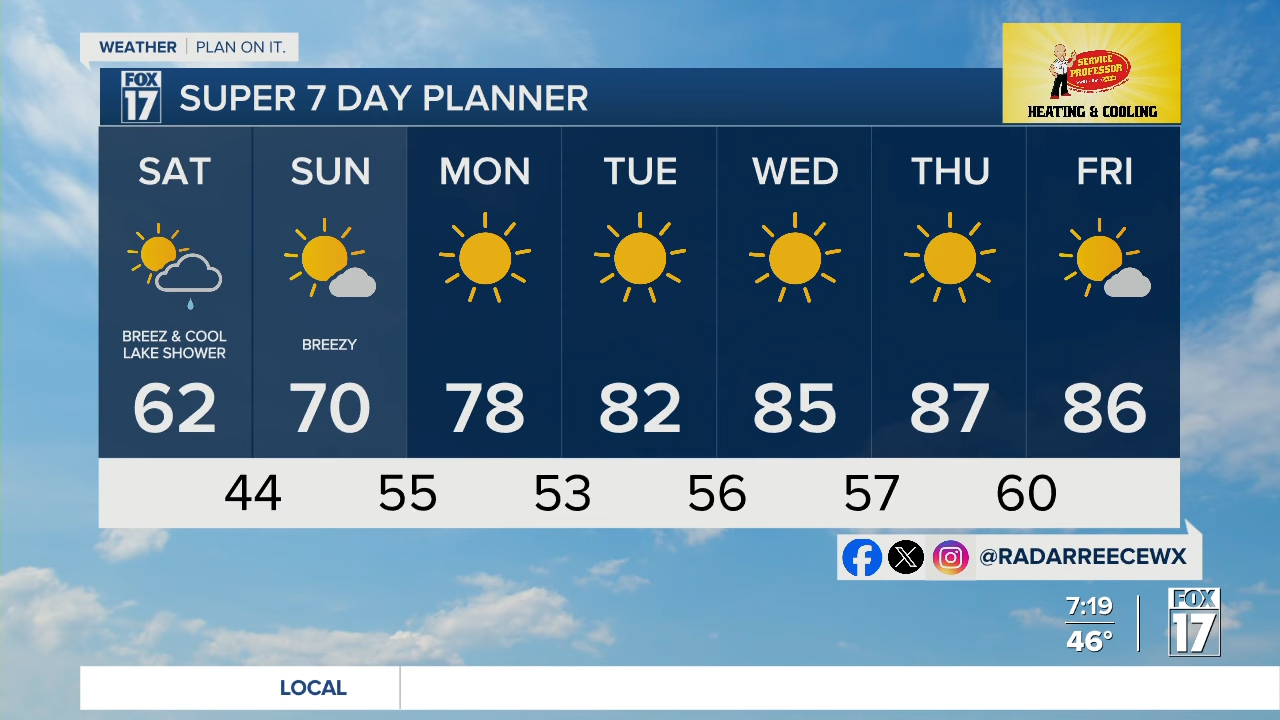 WEATHER | PLAN ON IT.
FOX
17
SUPER 7 DAY PLANNER
SERVICE
PROFESSOR
HEATING & COOLING
SAT SUN MON TUE WED THU FRI
BREEZ & COOL
LAKE SHOWER
BREEZY
62 70 78 82 85 87 86
44 55 53 56 57 60
@RADARREECEWX
7:19
46°
FOX
17
LOCAL